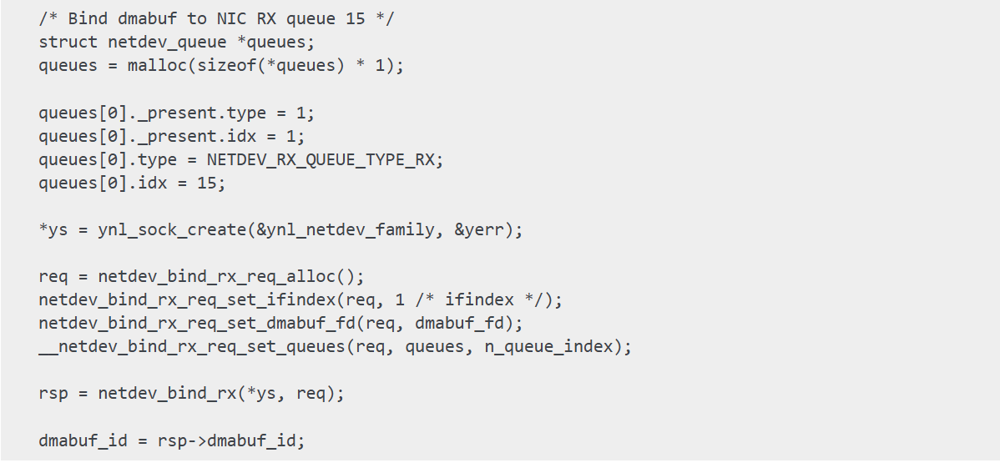 /* Bind dmabuf to NIC RX queue 15 */
struct netdev_queue *queues;
queues = malloc(sizeof(*queues) * 1);
queues[0]._present.type = 1;
queues[0]._present.idx = 1;
queues[0].type = NETDEV_RX_QUEUE_TYPE_RX;
queues[0].idx = 15;
*ys = ynl_sock_create(&ynl_netdev_family, &yerr);
req = netdev_bind_rx_req_alloc();
netdev_bind_rx_req_set_ifindex(req, 1 /* ifindex */);
netdev_bind_rx_req_set_dmabuf_fd(req, dmabuf_fd);
__netdev_bind_rx_req_set_queues(req, queues, n_queue_index);
rsp = netdev_bind_rx(*ys, req);
dmabuf_id = rsp->dmabuf_id;